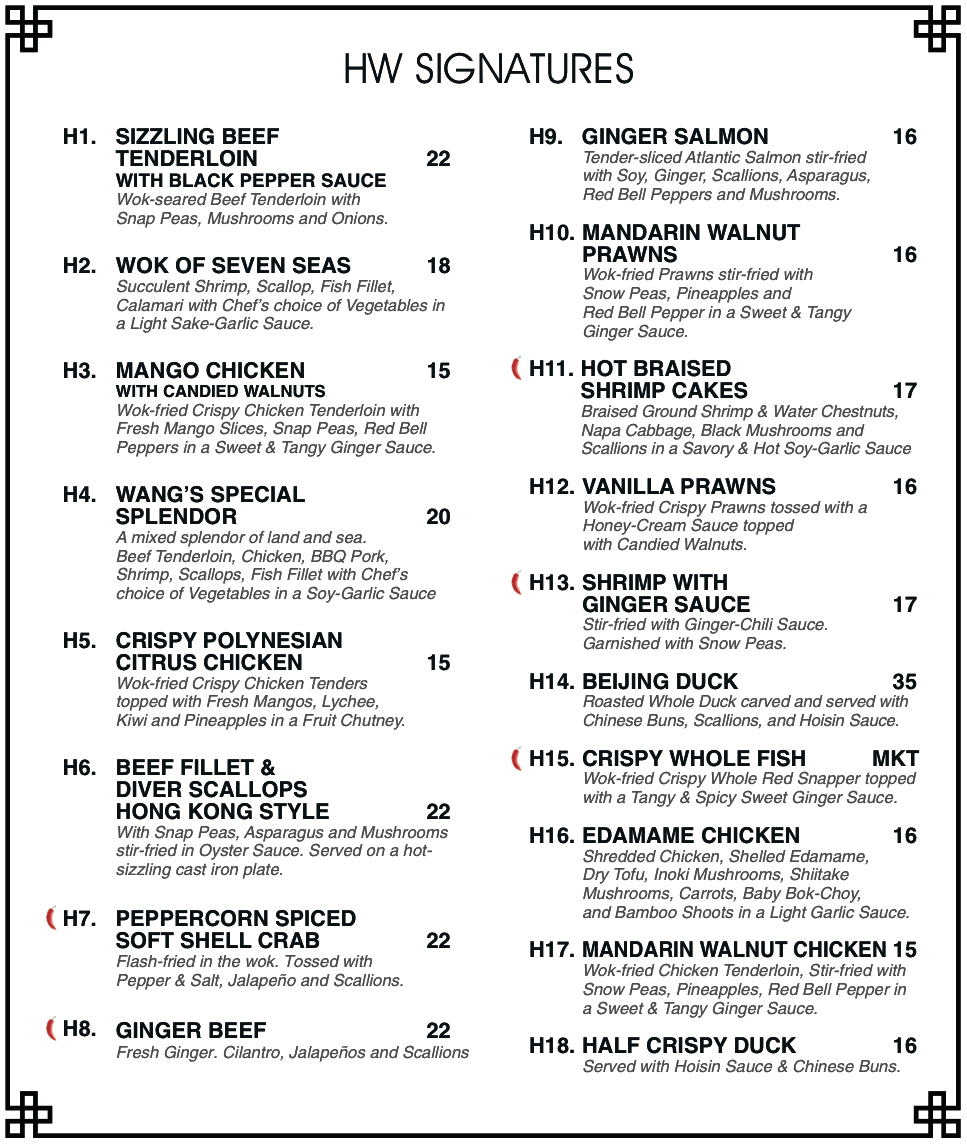 HW SIGNATURES
H1. SIZZLING BEEF
TENDERLOIN 22
WITH BLACK PEPPER SAUCE
Wok-seared Beef Tenderloin with
Snap Peas, Mushrooms and Onions.
H2. WOK OF SEVEN SEAS 18
Succulent Shrimp, Scallop, Fish Fillet,
Calamari with Chef's choice of Vegetables in
a Light Sake-Garlic Sauce.
H3. MANGO CHICKEN 15
WITH CANDIED WALNUTS
Wok-fried Crispy Chicken Tenderloin with
Fresh Mango Slices, Snap Peas, Red Bell
Peppers in a Sweet & Tangy Ginger Sauce.
H4. WANG'S SPECIAL
SPLENDOR 20
A mixed splendor of land and sea.
Beef Tenderloin, Chicken, BBQ Pork,
Shrimp, Scallops, Fish Fillet with Chef's
choice of Vegetables in a Soy-Garlic Sauce
H5. CRISPY POLYNESIAN
CITRUS CHICKEN 15
Wok-fried Crispy Chicken Tenders
topped with Fresh Mangos, Lychee,
Kiwi and Pineapples in a Fruit Chutney.
H6. BEEF FILLET &
DIVER SCALLOPS
HONG KONG STYLE 22
With Snap Peas, Asparagus and Mushrooms
stir-fried in Oyster Sauce. Served on a hot-
sizzling cast iron plate.
H7. PEPPERCORN SPICED
SOFT SHELL CRAB 22
Flash-fried in the wok. Tossed with
Pepper & Salt, Jalapeño and Scallions.
H8. GINGER BEEF 22
Fresh Ginger. Cilantro, Jalapeños and Scallions
H9. GINGER SALMON 16
Tender-sliced Atlantic Salmon stir-fried
with Soy, Ginger, Scallions, Asparagus,
Red Bell Peppers and Mushrooms.
H10. MANDARIN WALNUT
PRAWNS 16
Wok-fried Prawns stir-fried with
Snow Peas, Pineapples and
Red Bell Pepper in a Sweet & Tangy
Ginger Sauce.
H11. HOT BRAISED
SHRIMP CAKES 17
Braised Ground Shrimp & Water Chestnuts,
Napa Cabbage, Black Mushrooms and
Scallions in a Savory & Hot Soy-Garlic Sauce
H12. VANILLA PRAWNS 16
Wok-fried Crispy Prawns tossed with a
Honey-Cream Sauce topped
with Candied Walnuts.
H13. SHRIMP WITH
GINGER SAUCE 17
Stir-fried with Ginger-Chili Sauce.
Garnished with Snow Peas.
H14. BEIJING DUCK 35
Roasted Whole Duck carved and served with
Chinese Buns, Scallions, and Hoisin Sauce.
H15. CRISPY WHOLE FISH MKT
Wok-fried Crispy Whole Red Snapper topped
with a Tangy & Spicy Sweet Ginger Sauce.
H16. EDAMAME CHICKEN 16
Shredded Chicken, Shelled Edamame,
Dry Tofu, Inoki Mushrooms, Shiitake
Mushrooms, Carrots, Baby Bok-Choy,
and Bamboo Shoots in a Light Garlic Sauce.
H17. MANDARIN WALNUT CHICKEN 15
Wok-fried Chicken Tenderloin, Stir-fried with
Snow Peas, Pineapples, Red Bell Pepper in
a Sweet & Tangy Ginger Sauce.
H18. HALF CRISPY DUCK 16
Served with Hoisin Sauce & Chinese Buns.